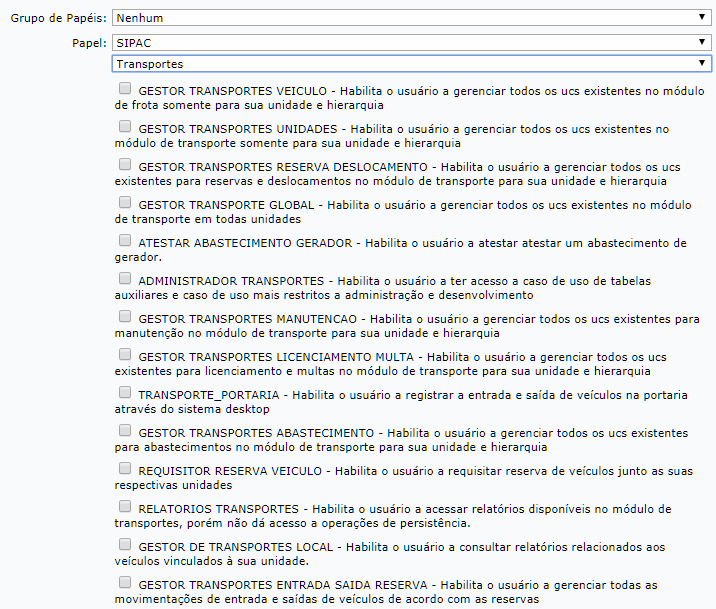 Grupo de Papéis: Nenhum
Papel: SIPAC
Transportes
GESTOR TRANSPORTES VEICULO - Habilita o usuário a gerenciar todos os ucs existentes no módulo
de frota somente para sua unidade e hierarquia
GESTOR TRANSPORTES UNIDADES - Habilita o usuário a gerenciar todos os ucs existentes no
módulo de transporte somente para sua unidade e hierarquia
GESTOR TRANSPORTES RESERVA DESLOCAMENTO - Habilita o usuário a gerenciar todos os ucs
existentes para reservas e deslocamentos no módulo de transporte para sua unidade e hierarquia
GESTOR TRANSPORTE GLOBAL - Habilita o usuário a gerenciar todos os ucs existentes no módulo
de transporte em todas unidades
ATESTAR ABASTECIMENTO GERADOR - Habilita o usuário a atestar atestar um abastecimento de
gerador.
ADMINISTRADOR TRANSPORTES - Habilita o usuário a ter acesso a caso de uso de tabelas
auxiliares e caso de uso mais restritos a administração e desenvolvimento
GESTOR TRANSPORTES MANUTENCAO - Habilita o usuário a gerenciar todos os ucs existentes para
manutenção no módulo de transporte para sua unidade e hierarquia
GESTOR TRANSPORTES LICENCIAMENTO MULTA - Habilita o usuário a gerenciar todos os ucs
existentes para licenciamento e multas no módulo de transporte para sua unidade e hierarquia
TRANSPORTE_PORTARIA - Habilita o usuário a registrar a entrada e saída de veículos na portaria
através do sistema desktop
GESTOR TRANSPORTES ABASTECIMENTO - Habilita o usuário a gerenciar todos os ucs existentes
para abastecimentos no módulo de transporte para sua unidade e hierarquia
REQUISITOR RESERVA VEICULO - Habilita o usuário a requisitar reserva de veículos junto as suas
respectivas unidades
RELATORIOS TRANSPORTES - Habilita o usuário a acessar relatórios disponíveis no módulo de
transportes, porém não dá acesso a operações de persistência.
GESTOR DE TRANSPORTES LOCAL - Habilita o usuário a consultar relatórios relacionados aos
veículos vinculados à sua unidade.
GESTOR TRANSPORTES ENTRADA SAIDA RESERVA - Habilita o usuário a gerenciar todas as
movimentações de entrada e saídas de veículos de acordo com as reservas